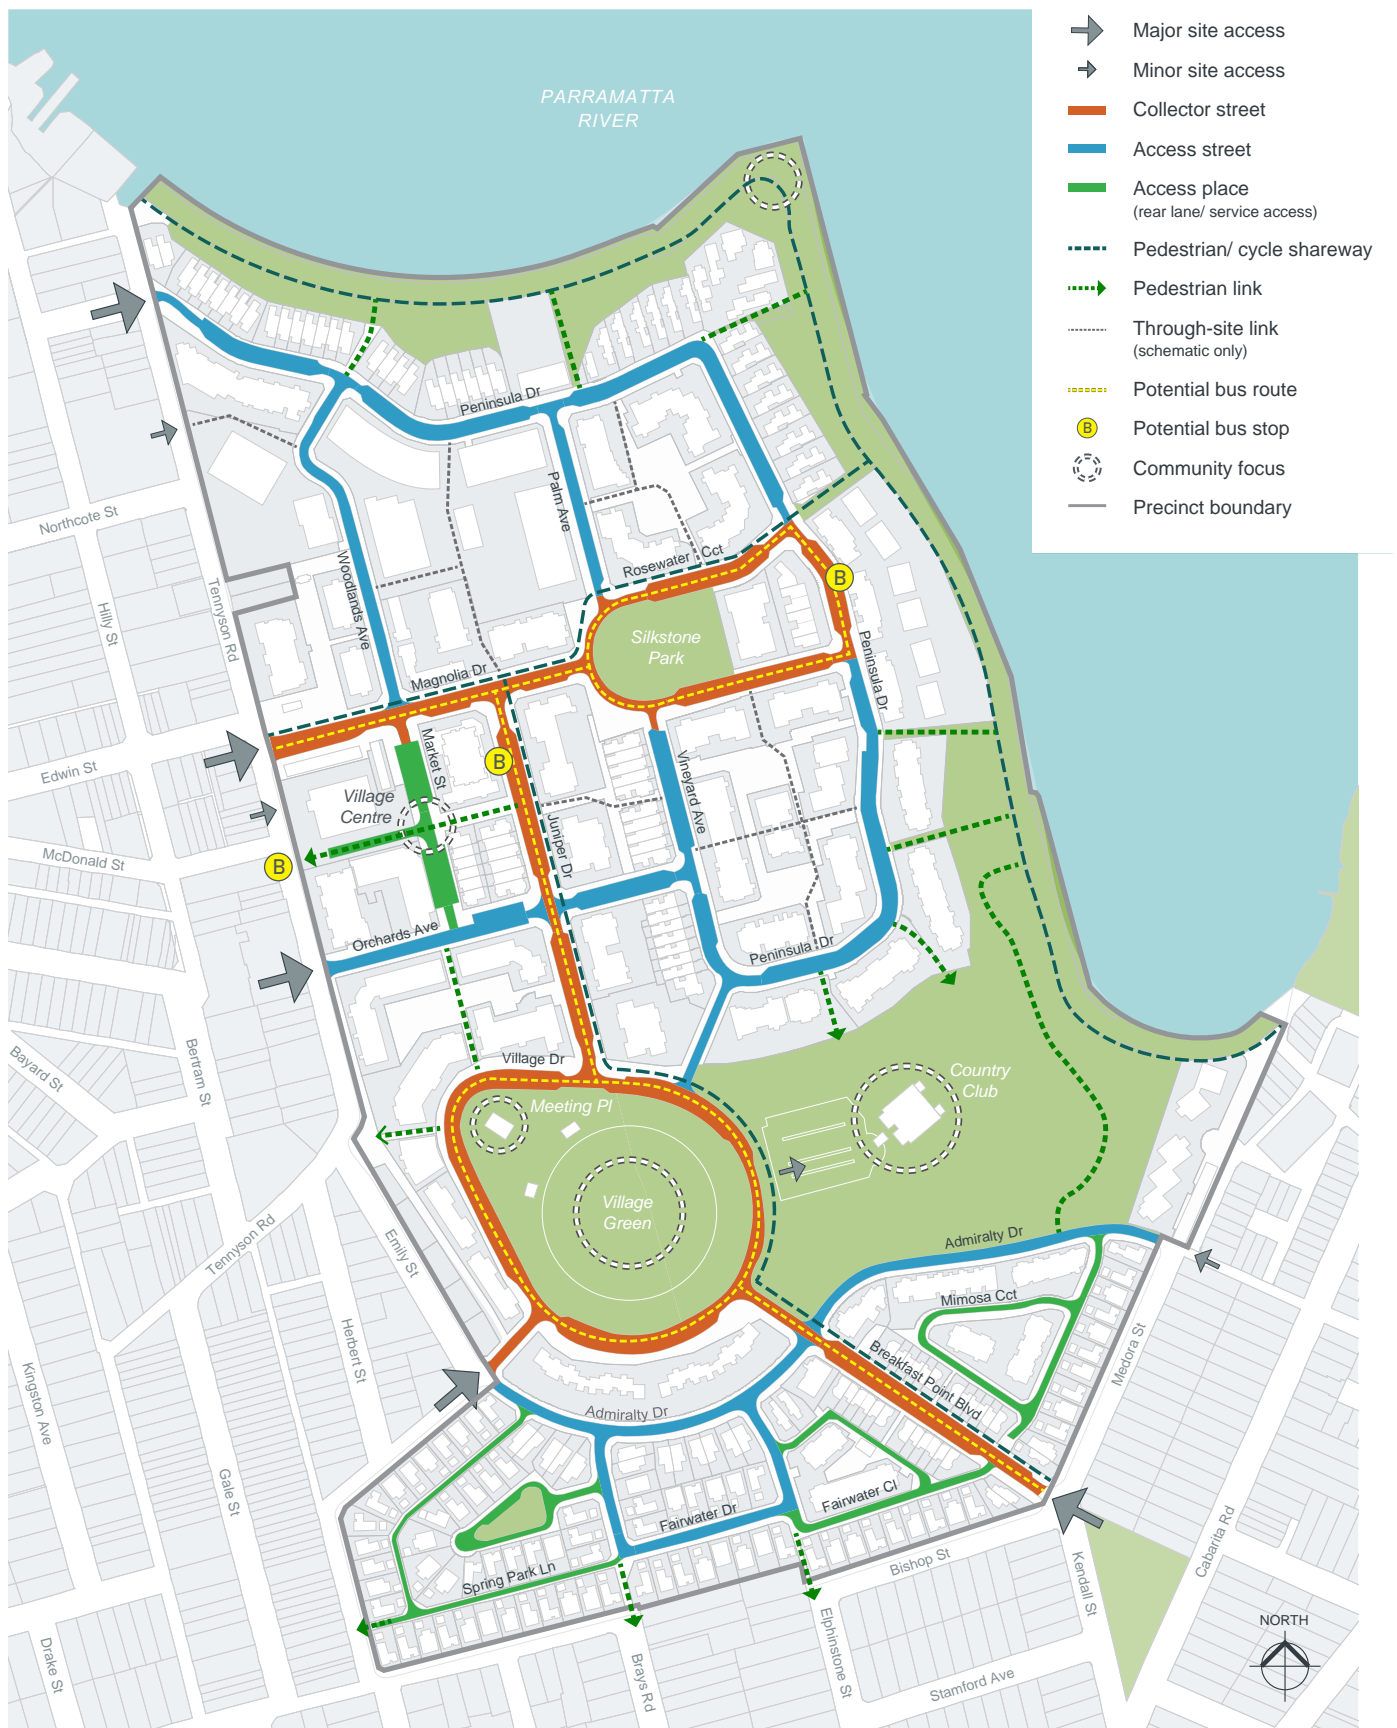 PARRAMATTA
RIVER
Major site access
Minor site access
Collector street
Access street
Access place
(rear lane/ service access)
Pedestrian/ cycle shareway
Pedestrian link
Through-site link
(schematic only)
Potential bus route
B
Potential bus stop
Community focus
Precinct boundary
Peninsula Dr
Palm Ave
Northcote St
Woodlands Ave
Rosewater Cct
B
Hilly St
Tennyson Rd
Silkstone
Park
Peninsula Dr
Magnolia Dr
Edwin St
Market St
B
Vineyard Ave
Village
Centre
Juniper Dr
McDonald St
B
Orchards Ave
Peninsula Dr
Bayard St
Bertram St
Village Dr
Meeting Pl
Country
Club
Village
Green
Tennyson Rd
Emily St
Admiralty Dr
Mimosa Cct
Herbert St
Kingston Ave
Breakfast Point Blvd
Medora St
Admiralty Dr
Gale St
Fairwater Dr
Fairwater Cl
Spring Park Ln
Bishop St
Kendall St
Cabarita Rd
Elphinstone St
Drake St
Brays Rd
Stamford Ave
NORTH